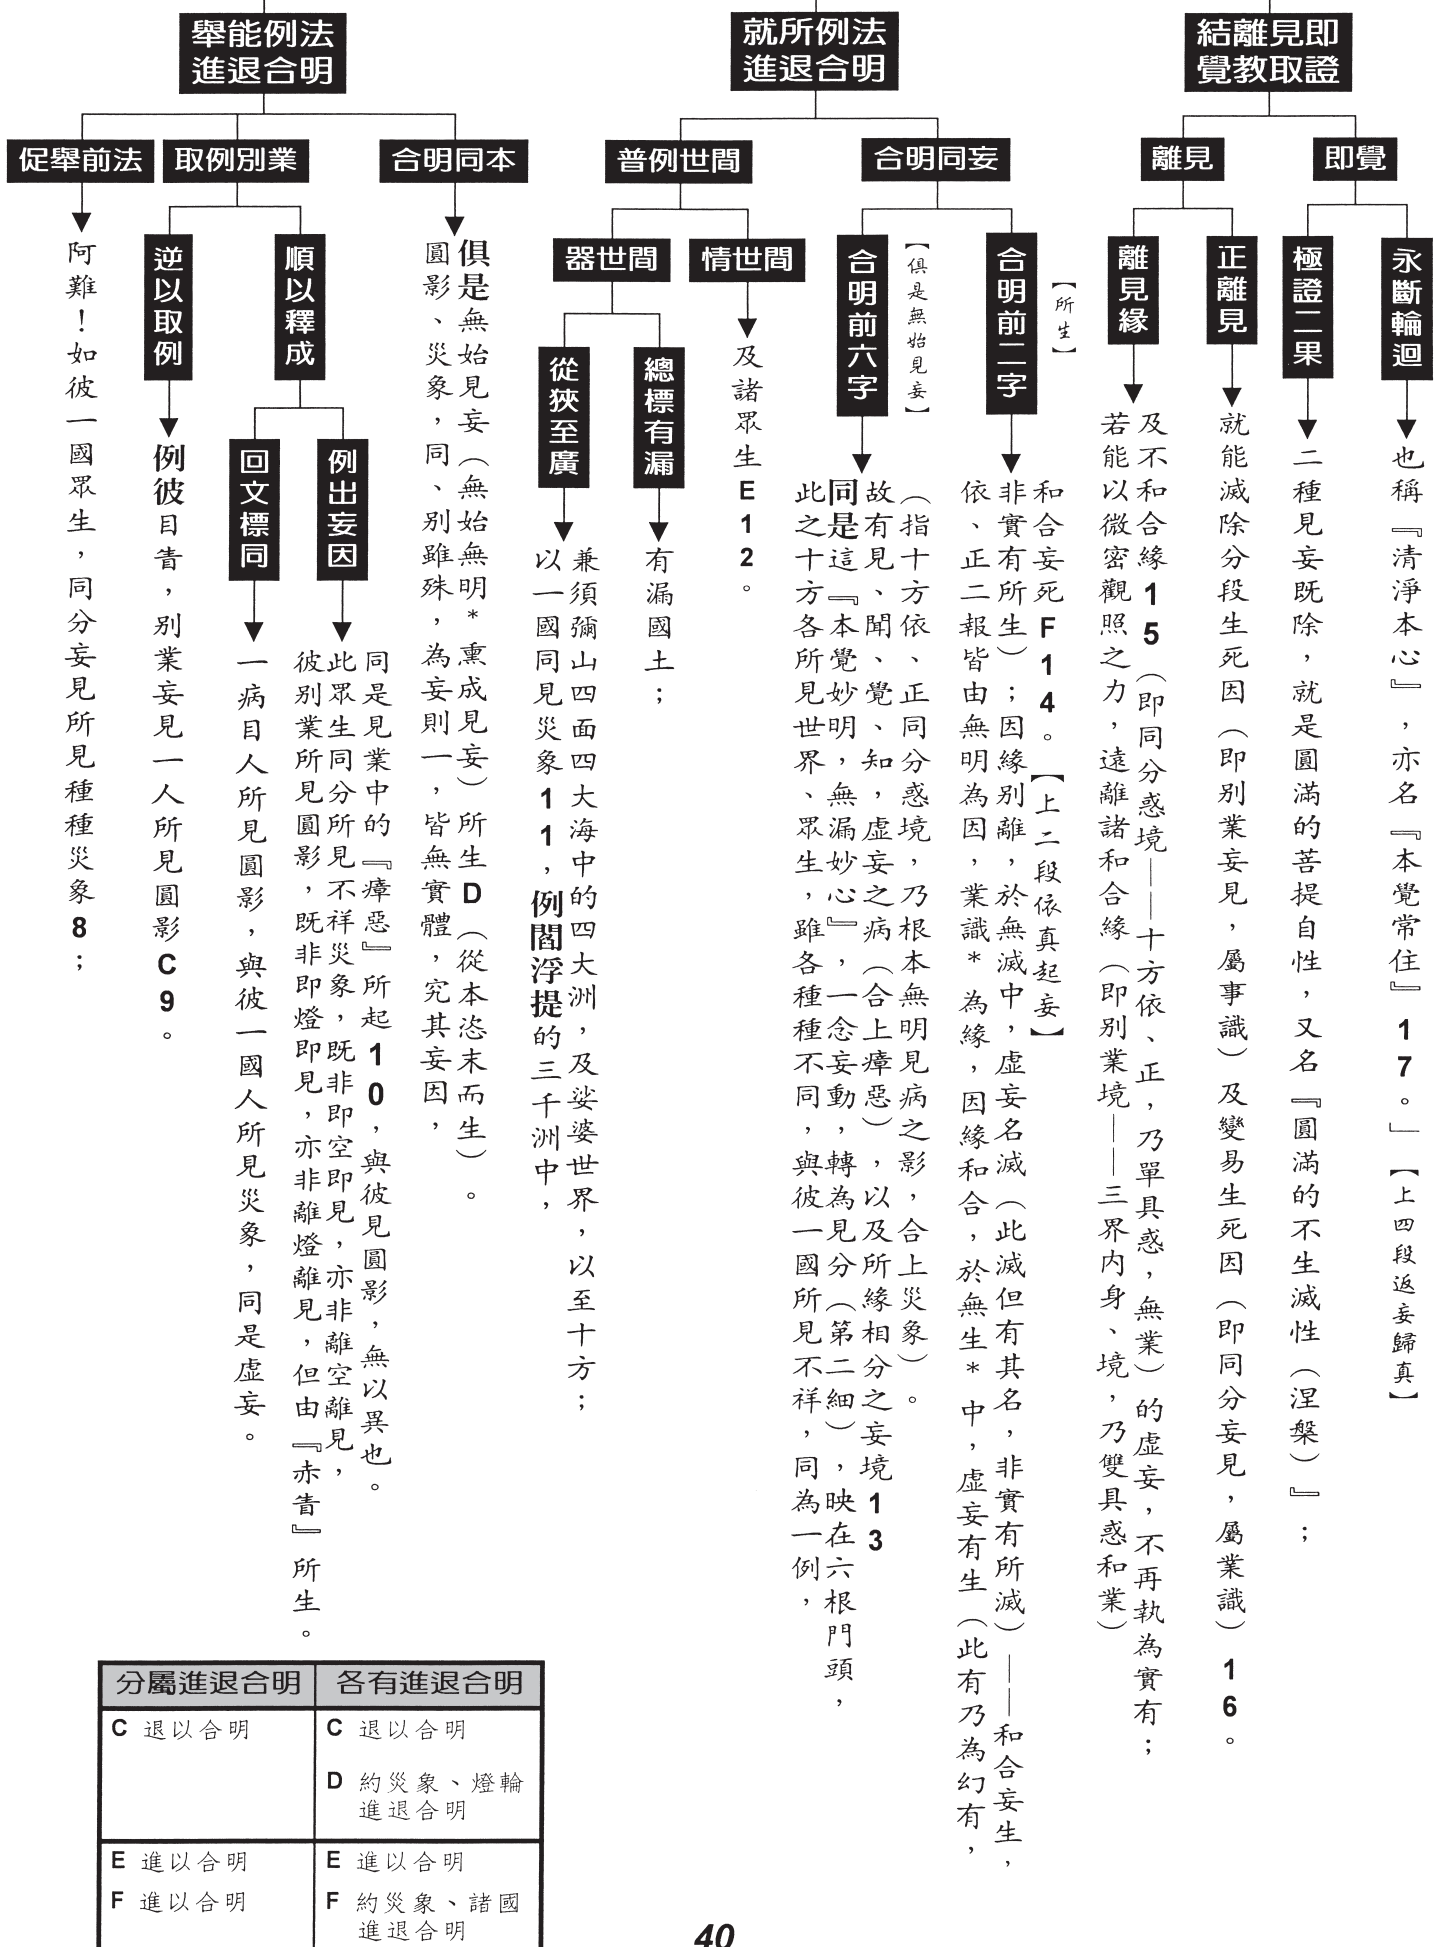 舉能例法
進退合明
促舉前法
阿難！如彼一國眾生，同分妄見所見種種災象8；
取例別業
逆以取例
例彼目眚，別業妄見一人所見圓影C9。
順以釋成
回文標同
一病目人所見圓影，與彼一國人所見災象，同是虛妄。
例出妄因
同是見業中的『瘴惡』所起10，與彼見圓影，無以異也。
此眾生同分所見不祥災象，既非即空即見，亦非離空離見，
彼別業所見圓影，既非即燈即見，亦非離燈離見，但由『赤眚』所生。
合明同本
俱是無始見妄（無始無明*熏成見妄）所生D（從本恣末而生）。
圓影、災象，同、別雖殊，為妄則一，皆無實體，究其妄因，
就所例法
進退合明
普例世間
器世間
從狹至廣
兼須彌山四面四大海中的四大洲，及娑婆世界，以至十方；
以一國同見災象11，例閻浮提的三千洲中，
總標有漏
有漏國土；
情世間
及諸眾生E12。
合明同妄
合明前六字
【俱是無始見妄】
（指十方依、正同分惑境，乃根本無明見病之影，合上災象）。
故有見、聞、覺、知，虛妄之病（合上瘴惡），以及所緣相分之妄境13
同是這『本覺妙明，無漏妙心』，一念妄動，轉為見分（第二細），映在六根門頭，
此之十方各所見世界、眾生，雖各種種不同，與彼一國所見不祥，同為一例，
合明前二字
【所生】
和合妄死F14。【上二段依真起妄】
非實有所生）；因緣別離，於無滅中，虛妄名滅（此滅但有其名，非實有所滅）——和合妄生，
依、正二報皆由無明為因，業識*為緣，因緣和合，於無生*中，虛妄有生（此有乃為幻有，
結離見即
覺教取證
離見
離見緣
及不和合緣15（即同分惑境——十方依、正，乃單具惑，無業）的虛妄，不再執為實有；
若能以微密觀照之力，遠離諸和合緣（即別業境——三界內身、境，乃雙具惑和業）
正離見
就能滅除分段生死因（即別業妄見，屬事識）及變易生死因（即同分妄見，屬業識）16。
即覺
極證二果
二種見妄既除，就是圓滿的菩提自性，又名『圓滿的不生滅性（涅槃）』；
永斷輪迴
也稱『清淨本心』，亦名『本覺常住』17。」【上四段返妄歸真】
分屬進退合明
各有進退合明
C 退以合明
C 退以合明
D 約災象、燈輪
進退合明
E 進以合明
E 進以合明
F 進以合明
F 約災象、諸國
進退合明
40